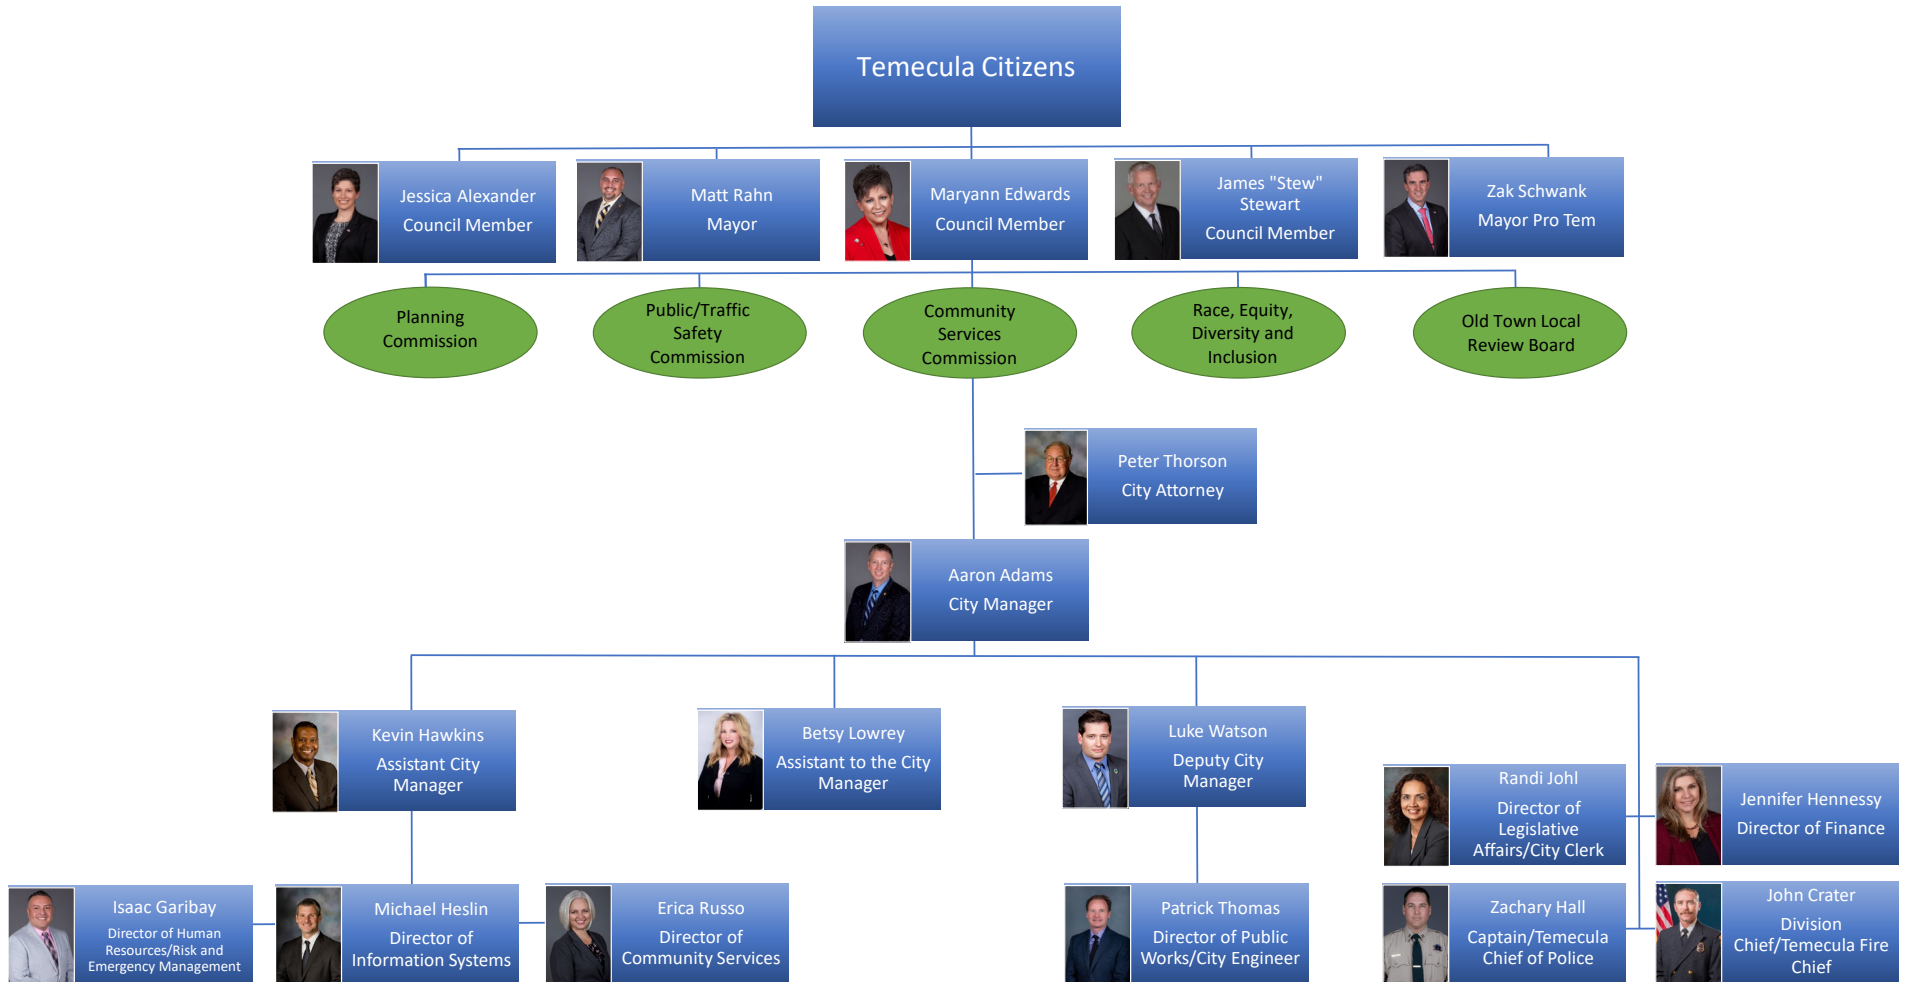 Temecula Citizens
Jessica Alexander
Council Member
Matt Rahn
Mayor
Maryann Edwards
Council Member
James "Stew"
Stewart
Council Member
Zak Schwank
Mayor Pro Tem
Planning
Commission
Public/Traffic
Safety
Commission
Community
Services
Commission
Race, Equity,
Diversity and
Inclusion
Old Town Local
Review Board
Peter Thorson
City Attorney
Aaron Adams
City Manager
Kevin Hawkins
Assistant City
Manager
Betsy Lowrey
Assistant to the City
Manager
Luke Watson
Deputy City
Manager
Randi Johl
Director of
Legislative
Affairs/City Clerk
Jennifer Hennessy
Director of Finance
Isaac Garibay
Director of Human
Resources/Risk and
Emergency Management
Michael Heslin
Director of
Information Systems
Erica Russo
Director of
Community Services
Patrick Thomas
Director of Public
Works/City Engineer
Zachary Hall
Captain/Temecula
Chief of Police
John Crater
Division
Chief/Temecula Fire
Chief